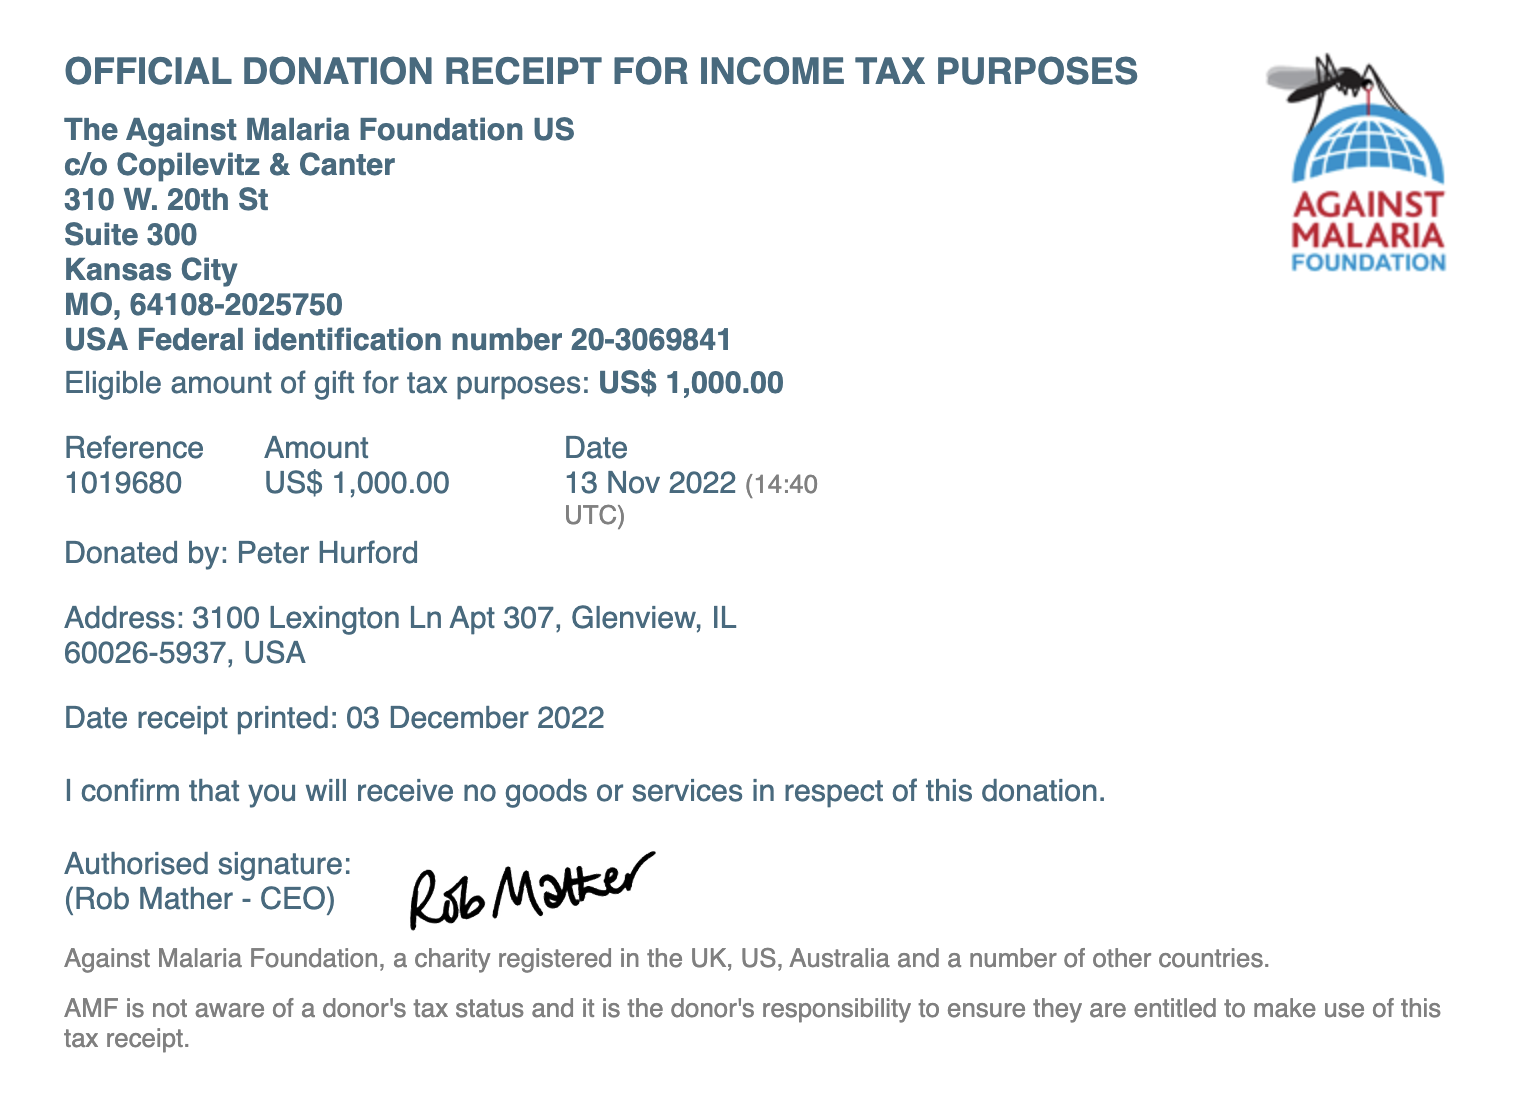 OFFICIAL DONATION RECEIPT FOR INCOME TAX PURPOSES
The Against Malaria Foundation US
c/o Copilevitz & Canter
310 W. 20th St
Suite 300
Kansas City
MO, 64108-2025750
USA Federal identification number 20-3069841
Eligible amount of gift for tax purposes: US$ 1,000.00
AGAINST
MALARIA
FOUNDATION
Reference Amount Date
1019680 US$ 1,000.00 13 Nov 2022 (14:40
UTC)
Donated by: Peter Hurford
Address: 3100 Lexington Ln Apt 307, Glenview, IL
60026-5937, USA
Date receipt printed: 03 December 2022
I confirm that you will receive no goods or services in respect of this donation.
Authorised signature:
(Rob Mather - CEO)
Rob Mather
Against Malaria Foundation, a charity registered in the UK, US, Australia and a number of other countries.
AMF is not aware of a donor's tax status and it is the donor's responsibility to ensure they are entitled to make use of this
tax receipt.